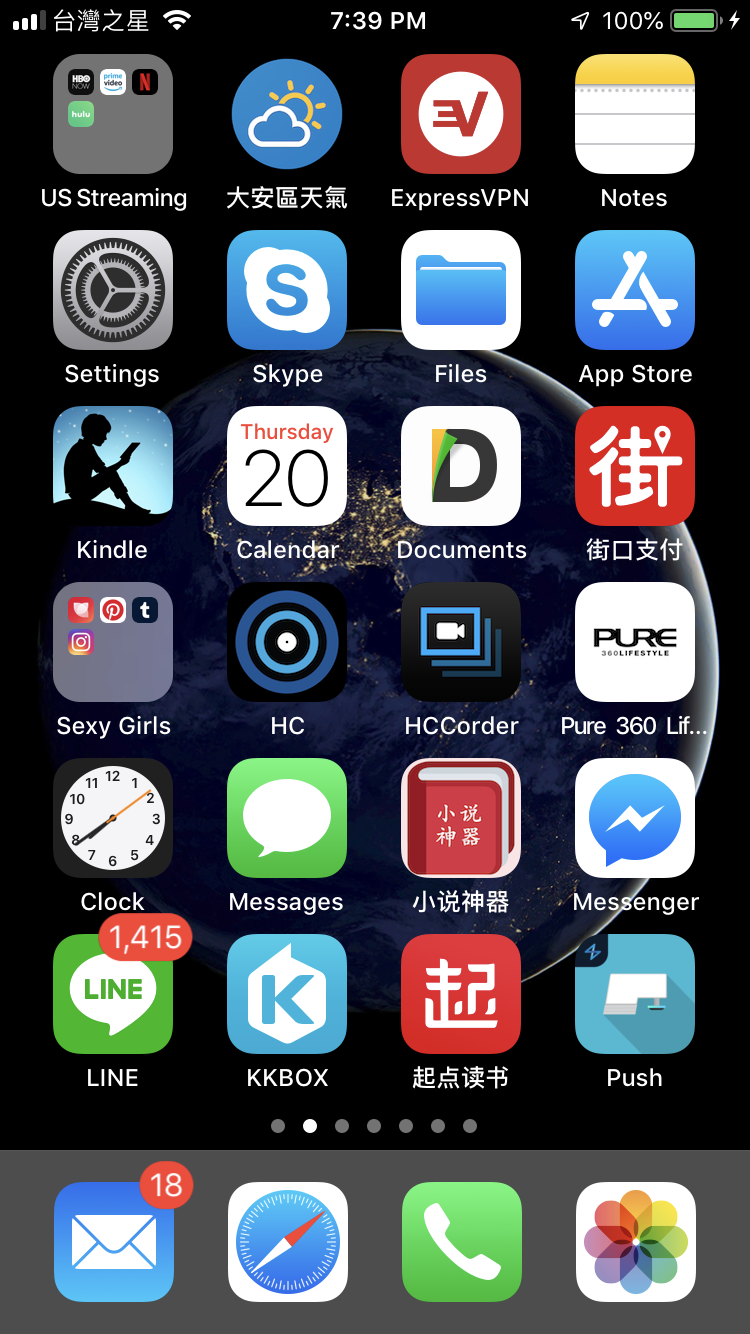 台灣之星 7:39 PM 100%
HBO NOW prime video N
hulu
EV
US Streaming 大安區天氣 ExpressVPN Notes
S
Settings Skype Files App Store
Thursday
20 D 街
Kindle Calendar Documents 街口支付
t
PURE
360LIFESTYLE
Sexy Girls HC HCCorder Pure 360 Lif...
12
11 1
10 2
9 3
8 4
7 5
6
小说
神器
Clock Messages 小说神器 Messenger
1,415
LINE K 起
LINE KKBOX 起点读书 Push
18